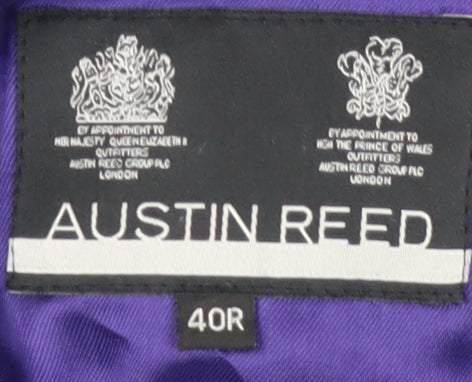 BY APPOINTMENT TO
HER MAJESTY QUEEN ELIZABETH II
OUTFITTERS
AUSTIN REED GROUP PLC
LONDON
BY APPOINTMENT TO
HRH THE PRINCE OF WALES
OUTFITTERS
AUSTIN REED GROUP PLC
LONDON
AUSTIN REED
40R